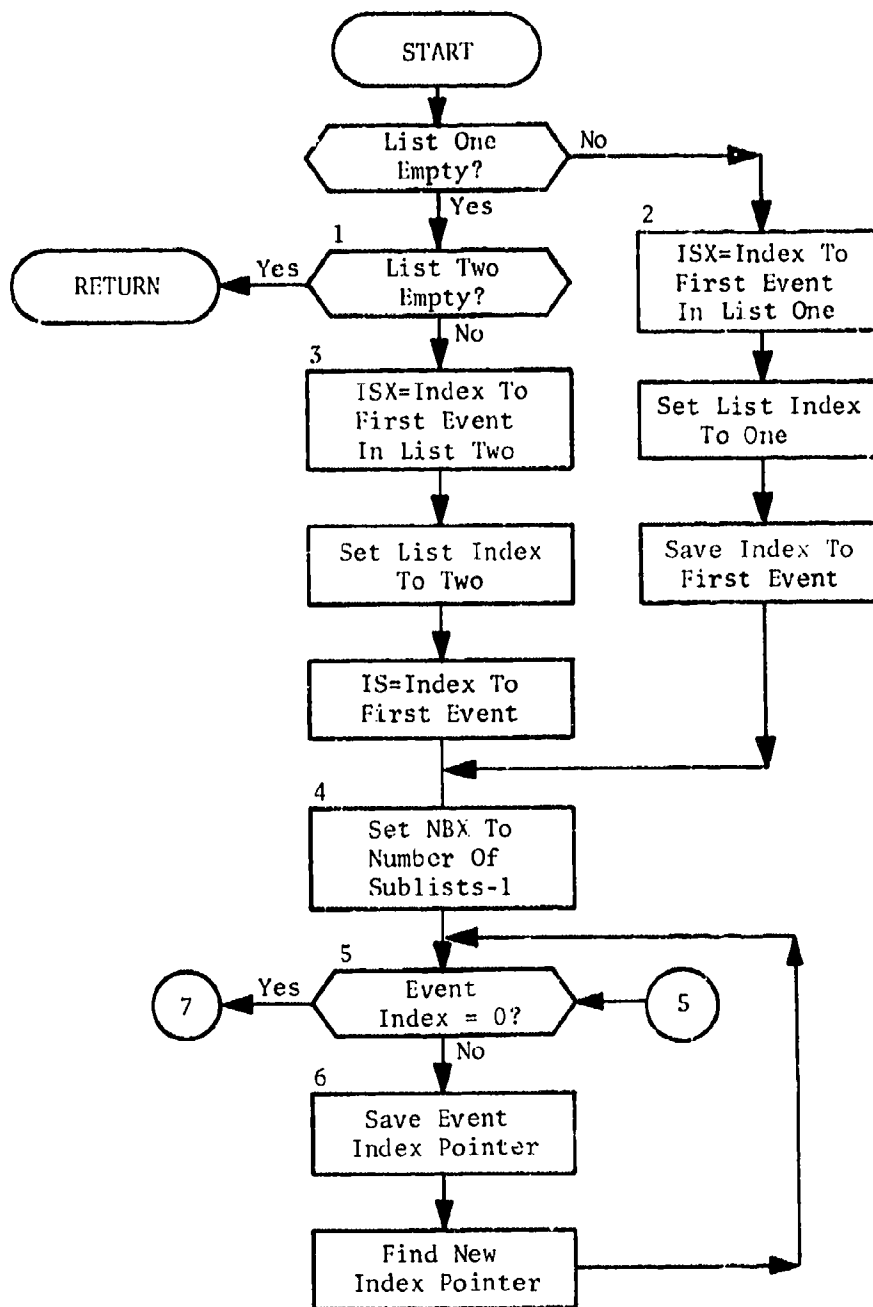 START
List One
Empty?
No
Yes
1
List Two
Empty?
Yes
RETURN
No
2
ISX=Index To
First Event
In List One
Set List Index
To One
Save Index To
First Event
3
ISX=Index To
First Event
In List Two
Set List Index
To Two
IS=Index To
First Event
4
Set NBX To
Number Of
Sublists-1
5
Event
Index = 0?
Yes
7
5
No
6
Save Event
Index Pointer
Find New
Index Pointer